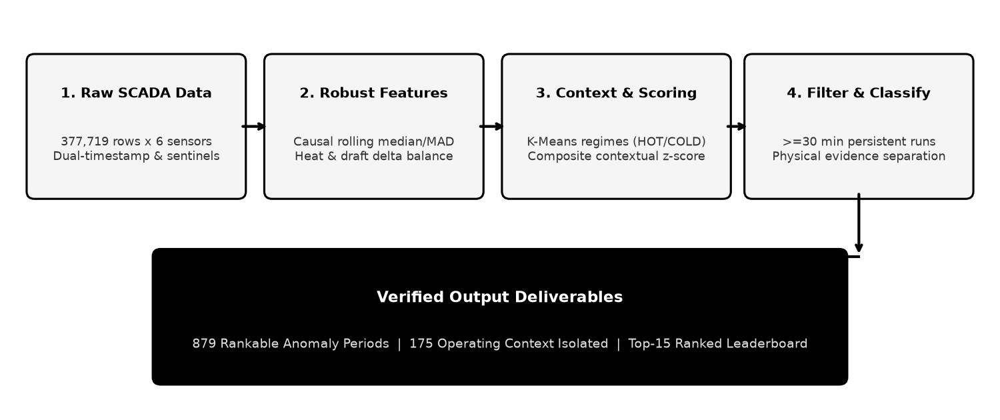 1. Raw SCADA Data
377,719 rows x 6 sensors
Dual-timestamp & sentinels
2. Robust Features
Causal rolling median/MAD
Heat & draft delta balance
3. Context & Scoring
K-Means regimes (HOT/COLD)
Composite contextual z-score
4. Filter & Classify
>=30 min persistent runs
Physical evidence separation
Verified Output Deliverables
879 Rankable Anomaly Periods | 175 Operating Context Isolated | Top-15 Ranked Leaderboard